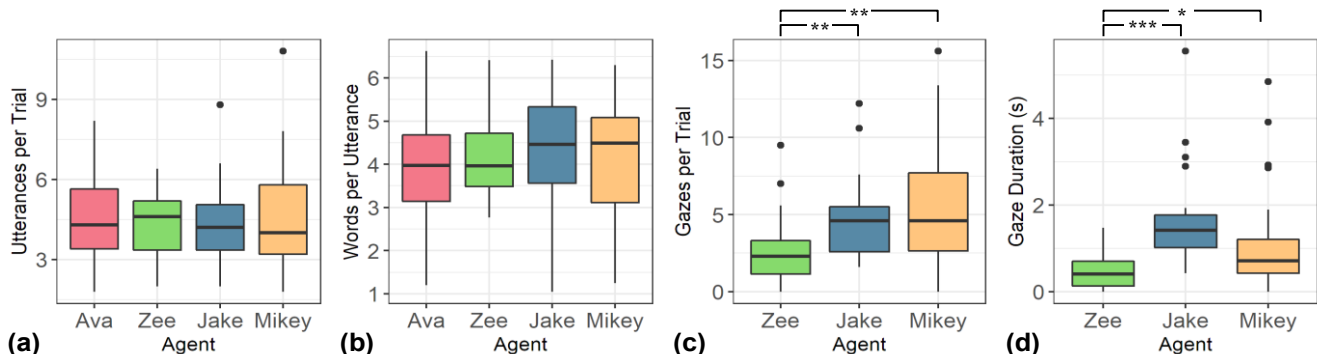 (a)
Utterances per Trial
9
6
3
Ava Zee Jake Mikey
Agent
(b)
Words per Utterance
6
5
4
3
2
1
Ava Zee Jake Mikey
Agent
(c)
**
**
Gazes per Trial
15
10
5
0
Zee Jake Mikey
Agent
(d)
*
***
Gaze Duration (s)
4
2
0
Zee Jake Mikey
Agent